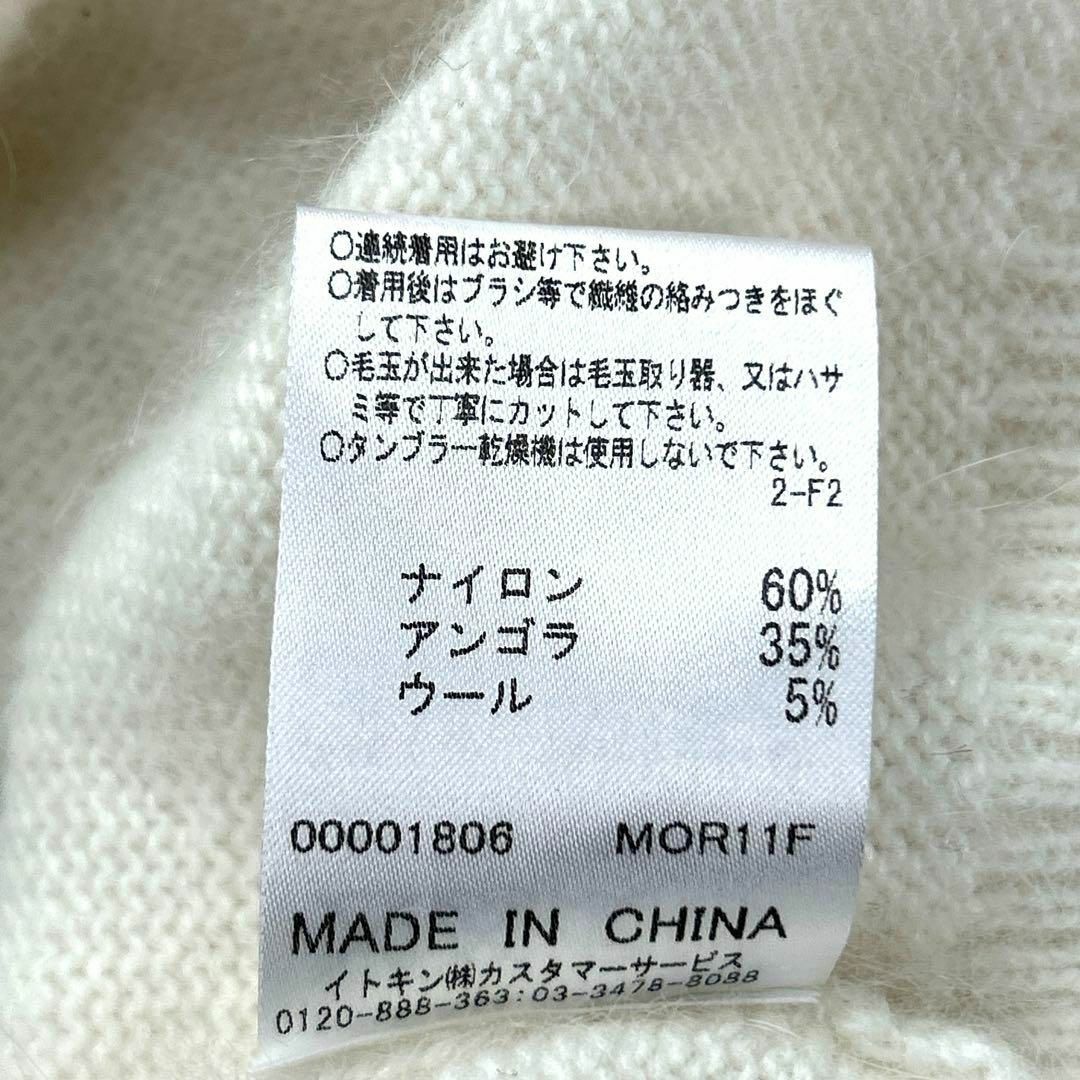 ○連続着用はお避け下さい。
○着用後はブラシ等で繊維の絡みつきをほぐ
して下さい。
○毛玉が出来た場合は毛玉取り器、又はハサ
ミ等で丁寧にカットして下さい。
○タンブラー乾燥機は使用しないで下さい。
2-F2
ナイロン 60%
アンゴラ 35%
ウール 5%
00001806 MOR11F
MADE IN CHINA
イトキン㈱カスタマーサービス
0120-888-363:03-3478-8088